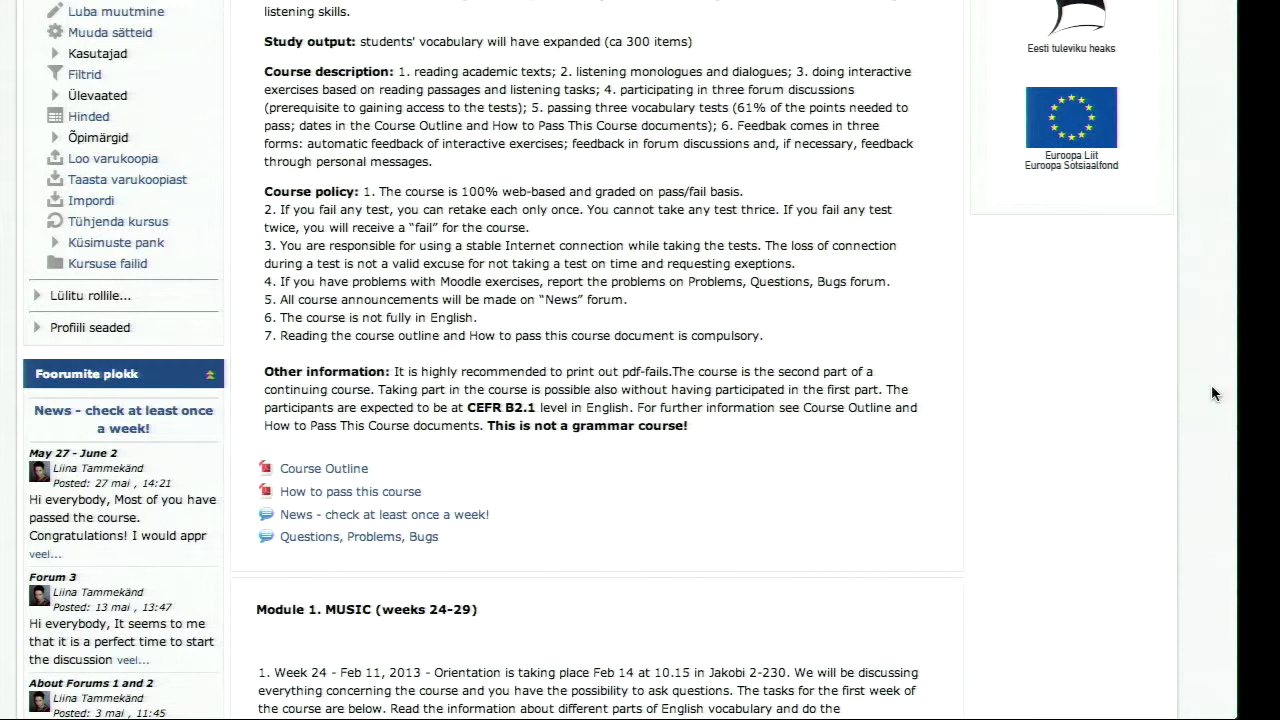 Luba muutmine
Muuda sätteid
Kasutajad
Filtrid
Ülevaated
Hinded
Õpimärgid
Loo varukoopia
Taasta varukoopiast
Impordi
Tühjenda kursus
Küsimuste pank
Kursuse failid
Lülitu rollile...
Profiili seaded
Foorumite plokk
News - check at least once
a week!
May 27 - June 2
Liina Tammekänd
Posted: 27 mai , 14:21
Hi everybody, Most of you have
passed the course.
Congratulations! I would appr
veel...
Forum 3
Liina Tammekänd
Posted: 13 mai , 13:47
Hi everybody, It seems to me
that it is a perfect time to start
the discussion veel...
About Forums 1 and 2
Liina Tammekänd
Posted: 3 mai , 11:45
listening skills.
Study output: students' vocabulary will have expanded (ca 300 items)
Course description: 1. reading academic texts; 2. listening monologues and dialogues; 3. doing interactive
exercises based on reading passages and listening tasks; 4. participating in three forum discussions
(prerequisite to gaining access to the tests); 5. passing three vocabulary tests (61% of the points needed to
pass; dates in the Course Outline and How to Pass This Course documents); 6. Feedbak comes in three
forms: automatic feedback of interactive exercises; feedback in forum discussions and, if necessary, feedback
through personal messages.
Course policy: 1. The course is 100% web-based and graded on pass/fail basis.
2. If you fail any test, you can retake each only once. You cannot take any test thrice. If you fail any test
twice, you will receive a “fail” for the course.
3. You are responsible for using a stable Internet connection while taking the tests. The loss of connection
during a test is not a valid excuse for not taking a test on time and requesting exeptions.
4. If you have problems with Moodle exercises, report the problems on Problems, Questions, Bugs forum.
5. All course announcements will be made on “News” forum.
6. The course is not fully in English.
7. Reading the course outline and How to pass this course document is compulsory.
Other information: It is highly recommended to print out pdf-fails.The course is the second part of a
continuing course. Taking part in the course is possible also without having participated in the first part. The
participants are expected to be at CEFR B2.1 level in English. For further information see Course Outline and
How to Pass This Course documents. This is not a grammar course!
Course Outline
How to pass this course
News - check at least once a week!
Questions, Problems, Bugs
Module 1. MUSIC (weeks 24-29)
1. Week 24 - Feb 11, 2013 - Orientation is taking place Feb 14 at 10.15 in Jakobi 2-230. We will be discussing
everything concerning the course and you have the possibility to ask questions. The tasks for the first week of
the course are below. Read the information about different parts of English vocabulary and do the
Eesti tuleviku heaks
Euroopa Liit
Euroopa Sotsiaalfond